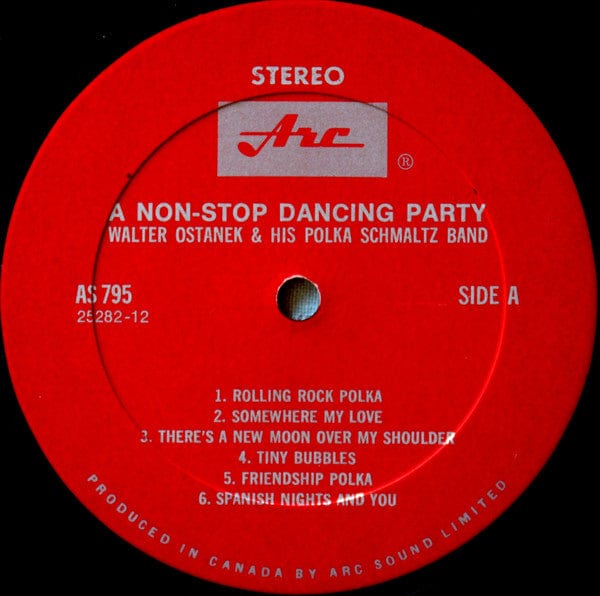 STEREO
Arc
®
A NON-STOP DANCING PARTY
WALTER OSTANEK & HIS POLKA SCHMALTZ BAND
AS 795
SIDE A
25282-12
1. ROLLING ROCK POLKA
2. SOMEWHERE MY LOVE
3. THERE'S A NEW MOON OVER MY SHOULDER
4. TINY BUBBLES
5. FRIENDSHIP POLKA
6. SPANISH NIGHTS AND YOU
PRODUCED IN CANADA BY ARC SOUND LIMITED